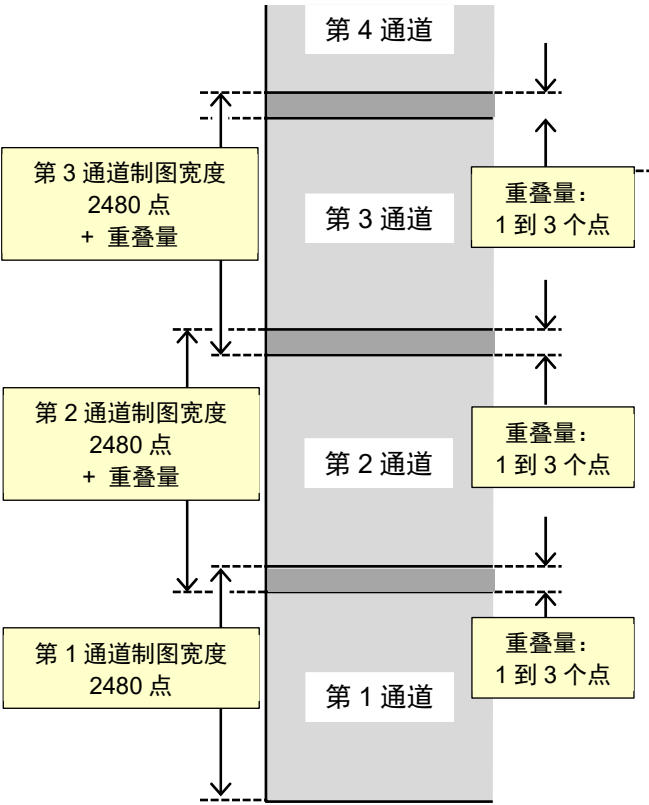 第 4 通道
第 3 通道制图宽度
2480 点
+ 重叠量
第 3 通道
重叠量：
1 到 3 个点
第 2 通道制图宽度
2480 点
+ 重叠量
第 2 通道
重叠量：
1 到 3 个点
第 1 通道制图宽度
2480 点
第 1 通道
重叠量：
1 到 3 个点